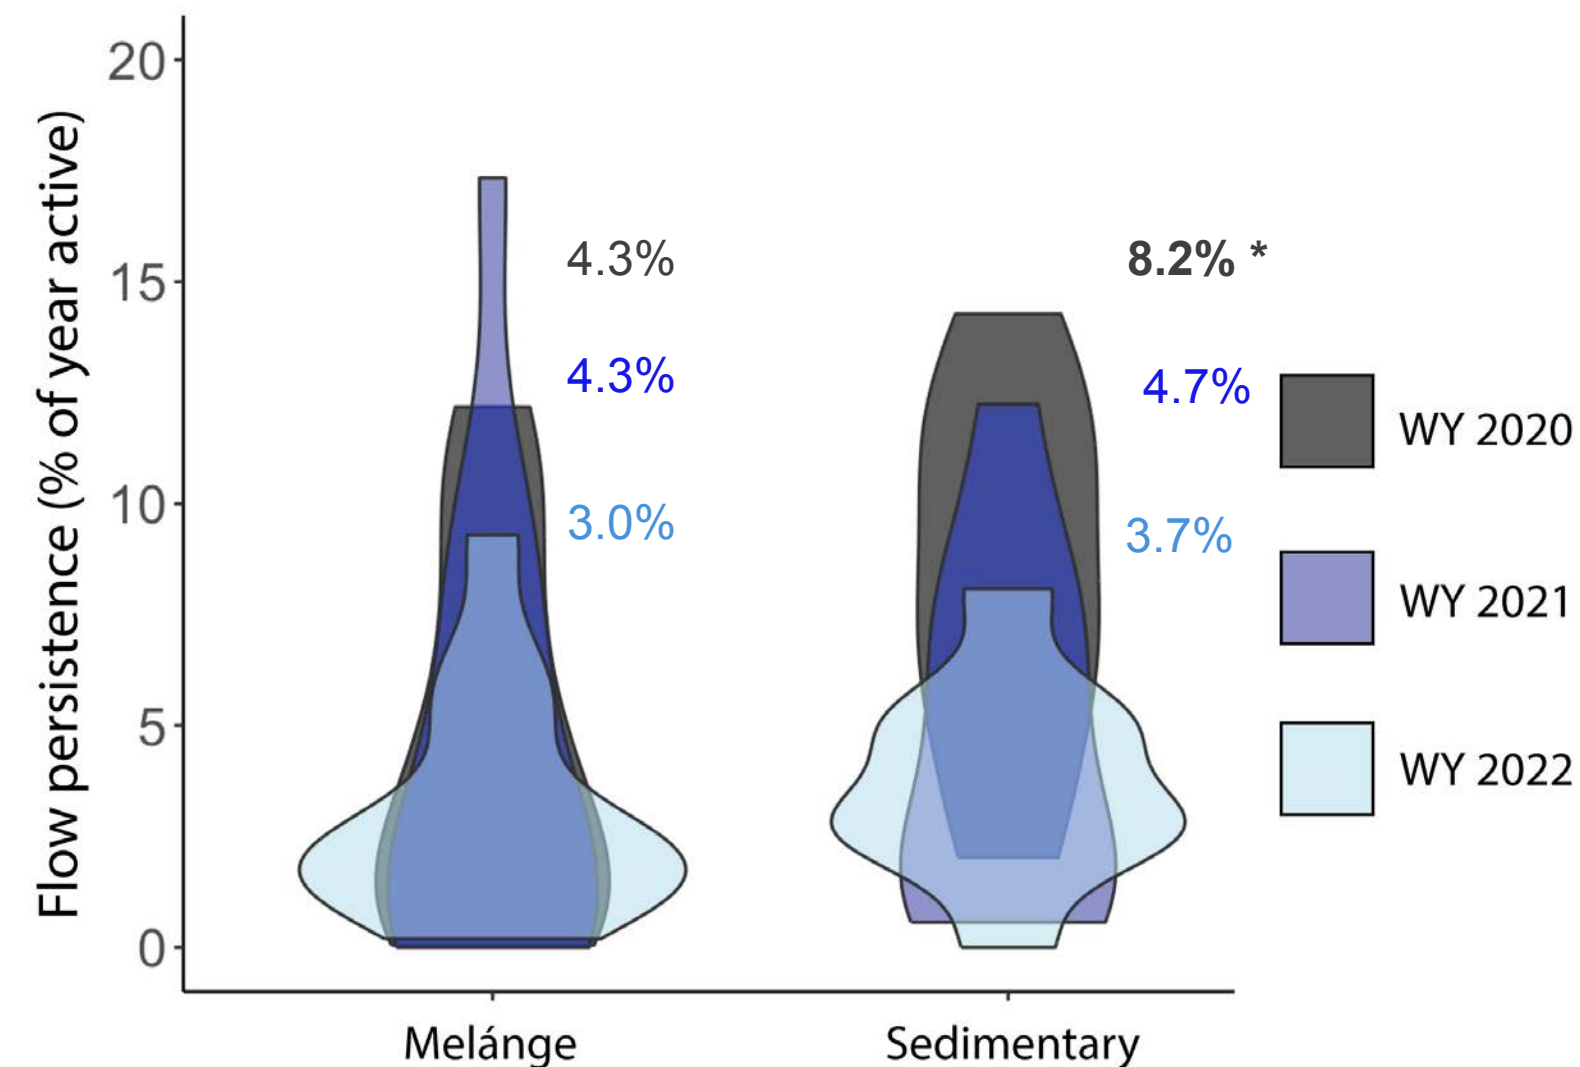 Flow persistence (% of year active)
20
15
10
5
0
4.3%
4.3%
3.0%
8.2% *
4.7%
3.7%
Melánge
Sedimentary
WY 2020
WY 2021
WY 2022